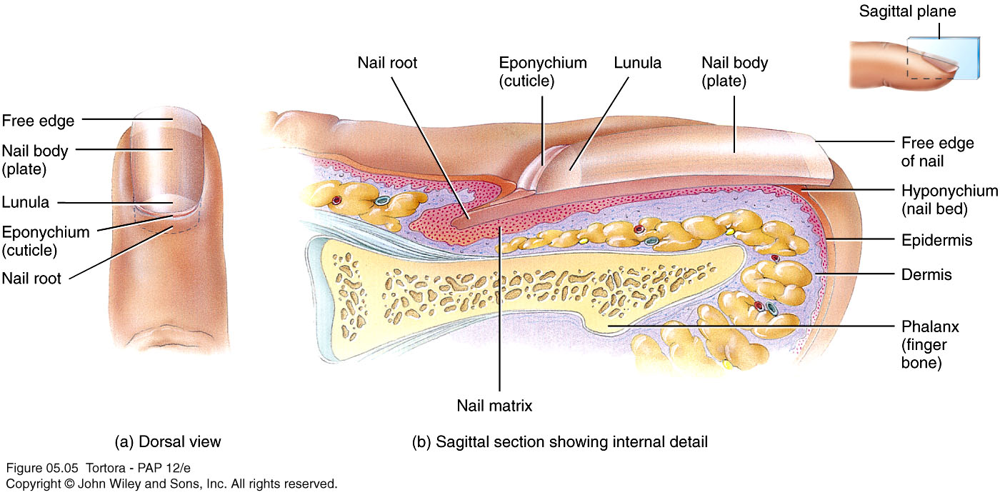 Sagittal plane
Nail root
Eponychium
(cuticle)
Lunula
Nail body
(plate)
Free edge
Nail body
(plate)
Lunula
Eponychium
(cuticle)
Nail root
Free edge
of nail
Hyponychium
(nail bed)
Epidermis
Dermis
Phalanx
(finger
bone)
Nail matrix
(a) Dorsal view
(b) Sagittal section showing internal detail
Figure 05.05 Tortora - PAP 12/e
Copyright © John Wiley and Sons, Inc. All rights reserved.